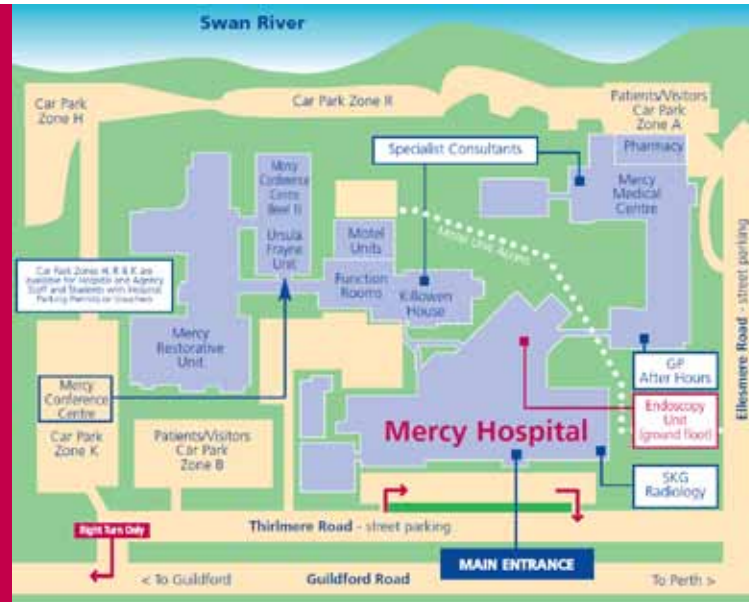 Swan River
Car Park
Zone H
Car Park Zone R
Patients/Visitors
Car Park
Zone A
Pharmacy
Specialist Consultants
Mercy
Conference
Centre
Mercy
Medical
Centre
Ursula
Frayne
Unit
Motel
Units
Motel Unit Access
Car Park Zones H, R & K are
available for Hospital and Agency
Staff and Students with Hospital
Parking Permits or Vouchers
Function
Rooms
Killowen
House
Mercy
Restorative
Unit
Ellesmere Road - street parking
GP
After Hours
Mercy
Conference
Centre
Endoscopy
Unit
(ground floor)
Mercy Hospital
Car Park
Zone K
Patients/Visitors
Car Park
Zone B
SKG
Radiology
Right Turn Only
Thirlmere Road - street parking
MAIN ENTRANCE
< To Guildford
Guildford Road
To Perth >